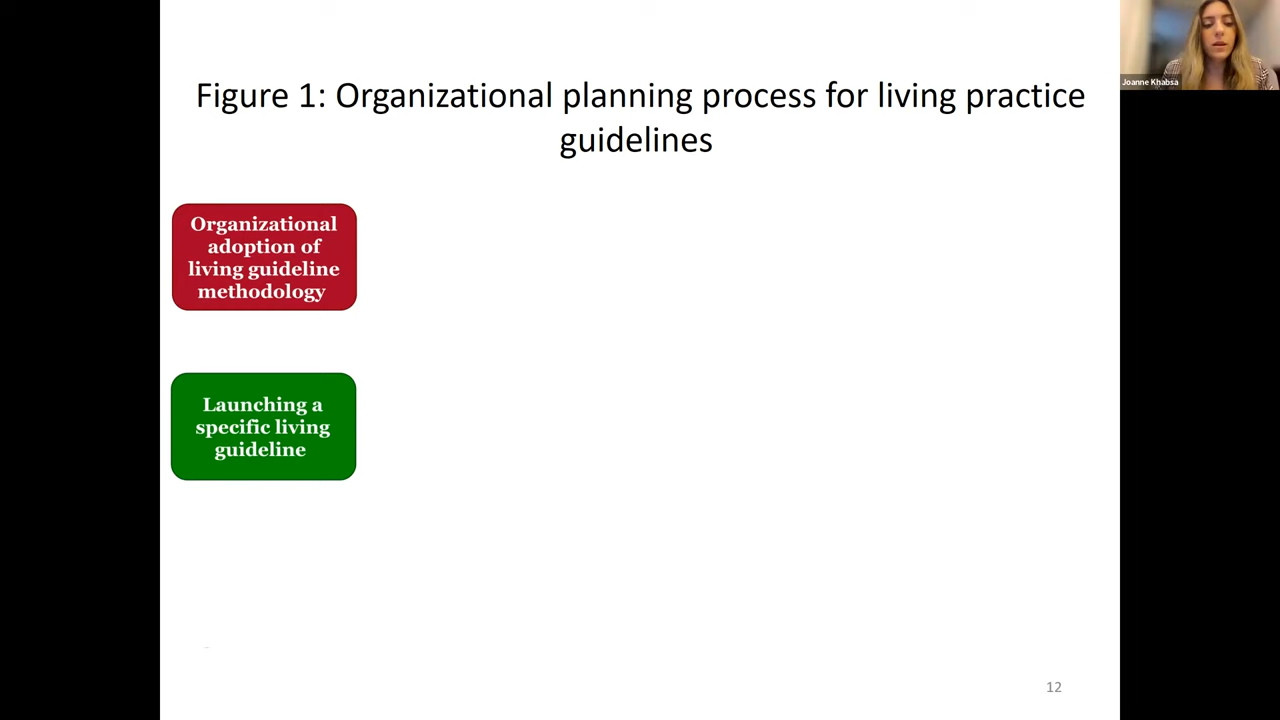 Joanne Khabsa
Figure 1: Organizational planning process for living practice
guidelines
Organizational
adoption of
living guideline
methodology
Launching a
specific living
guideline
12